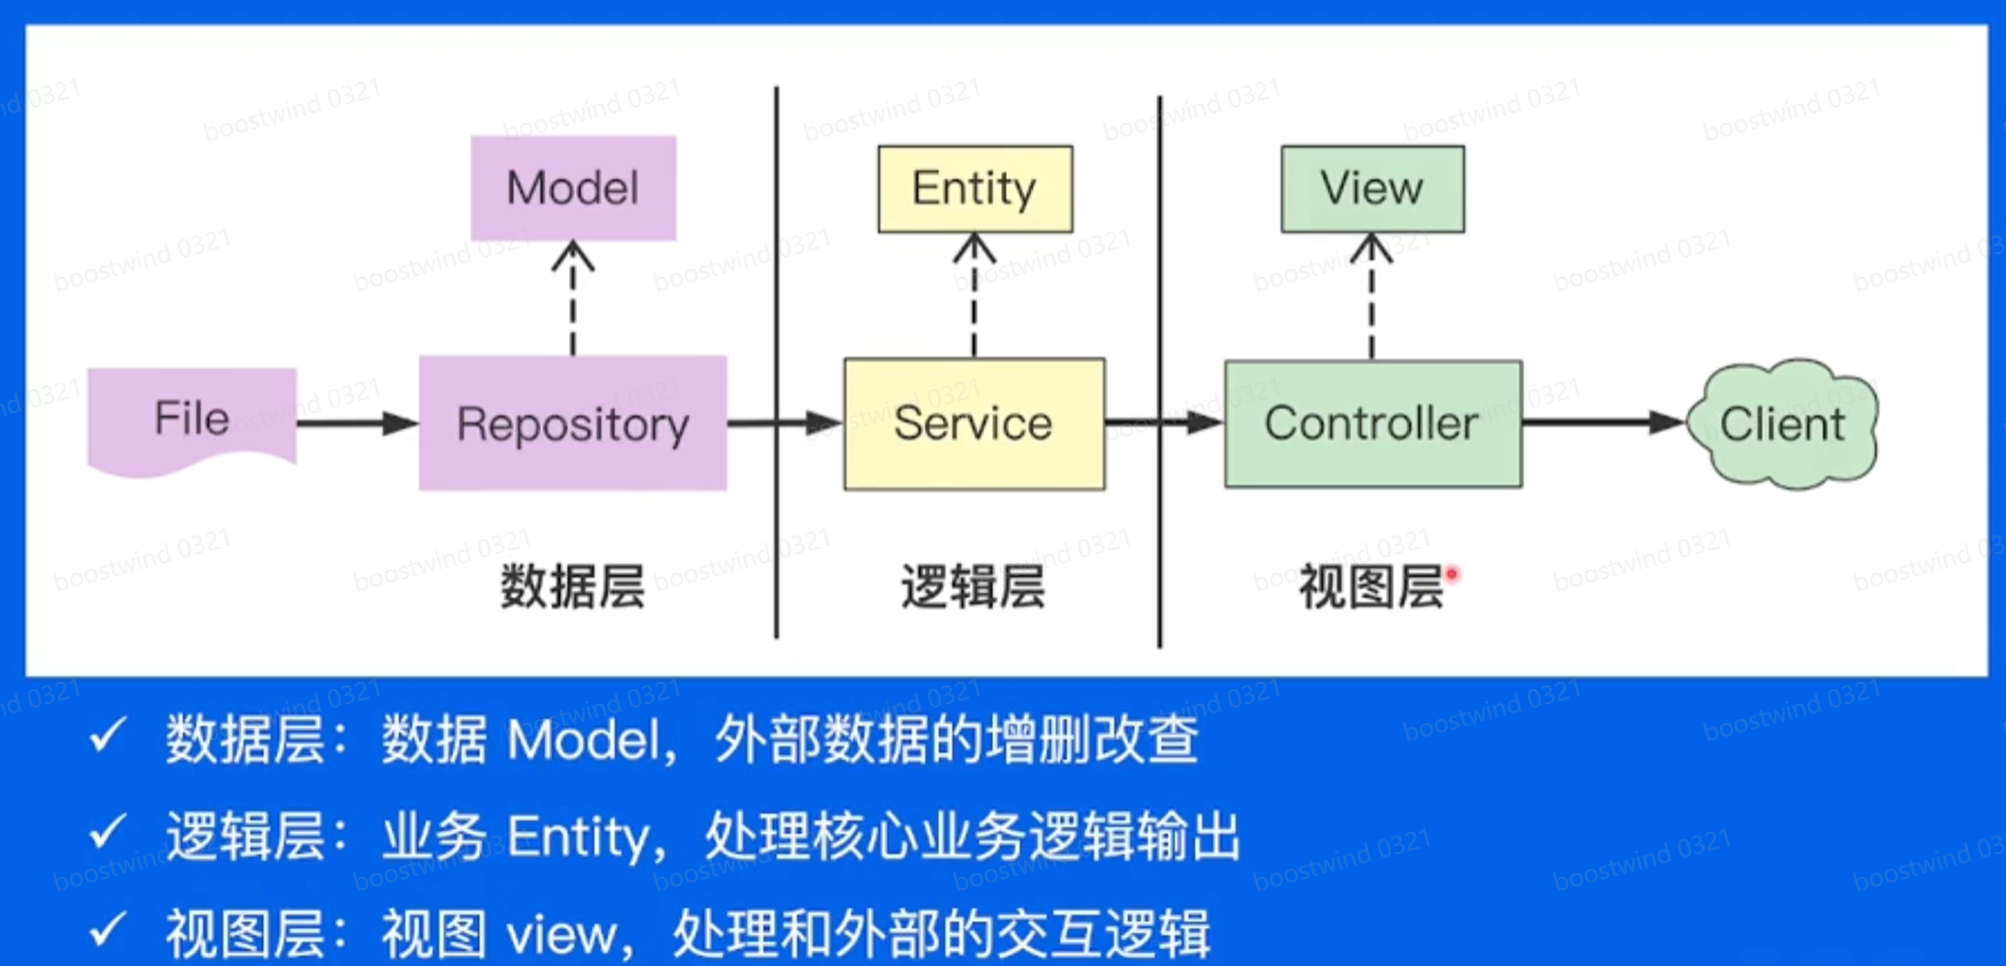 Model
Entity
View
File
Repository
Service
Controller
Client
数据层
逻辑层
视图层
✓ 数据层：数据 Model，外部数据的增删改查
✓ 逻辑层：业务 Entity，处理核心业务逻辑输出
✓ 视图层：视图 view，处理和外部的交互逻辑
boostwind 0321